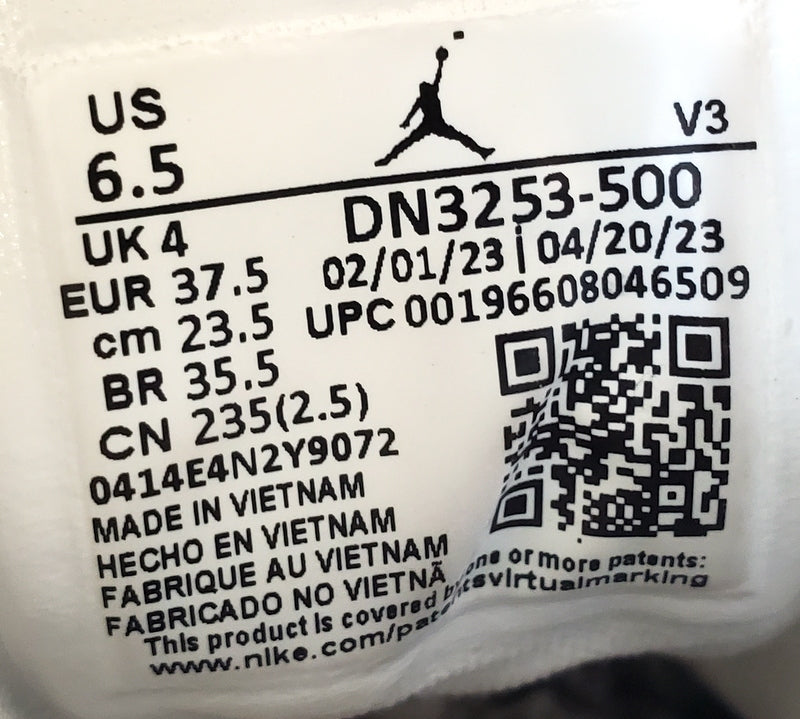 US
6.5
V3
UK 4
DN3253-500
EUR 37.5
02/01/23 | 04/20/23
cm 23.5
UPC 00196608046509
BR 35.5
CN 235(2.5)
0414E4N2Y9072
MADE IN VIETNAM
HECHO EN VIETNAM
FABRIQUE AU VIETNAM
FABRICADO NO VIETNÃ
This product is covered by one or more patents:
www.nike.com/patentsvirtualmarking